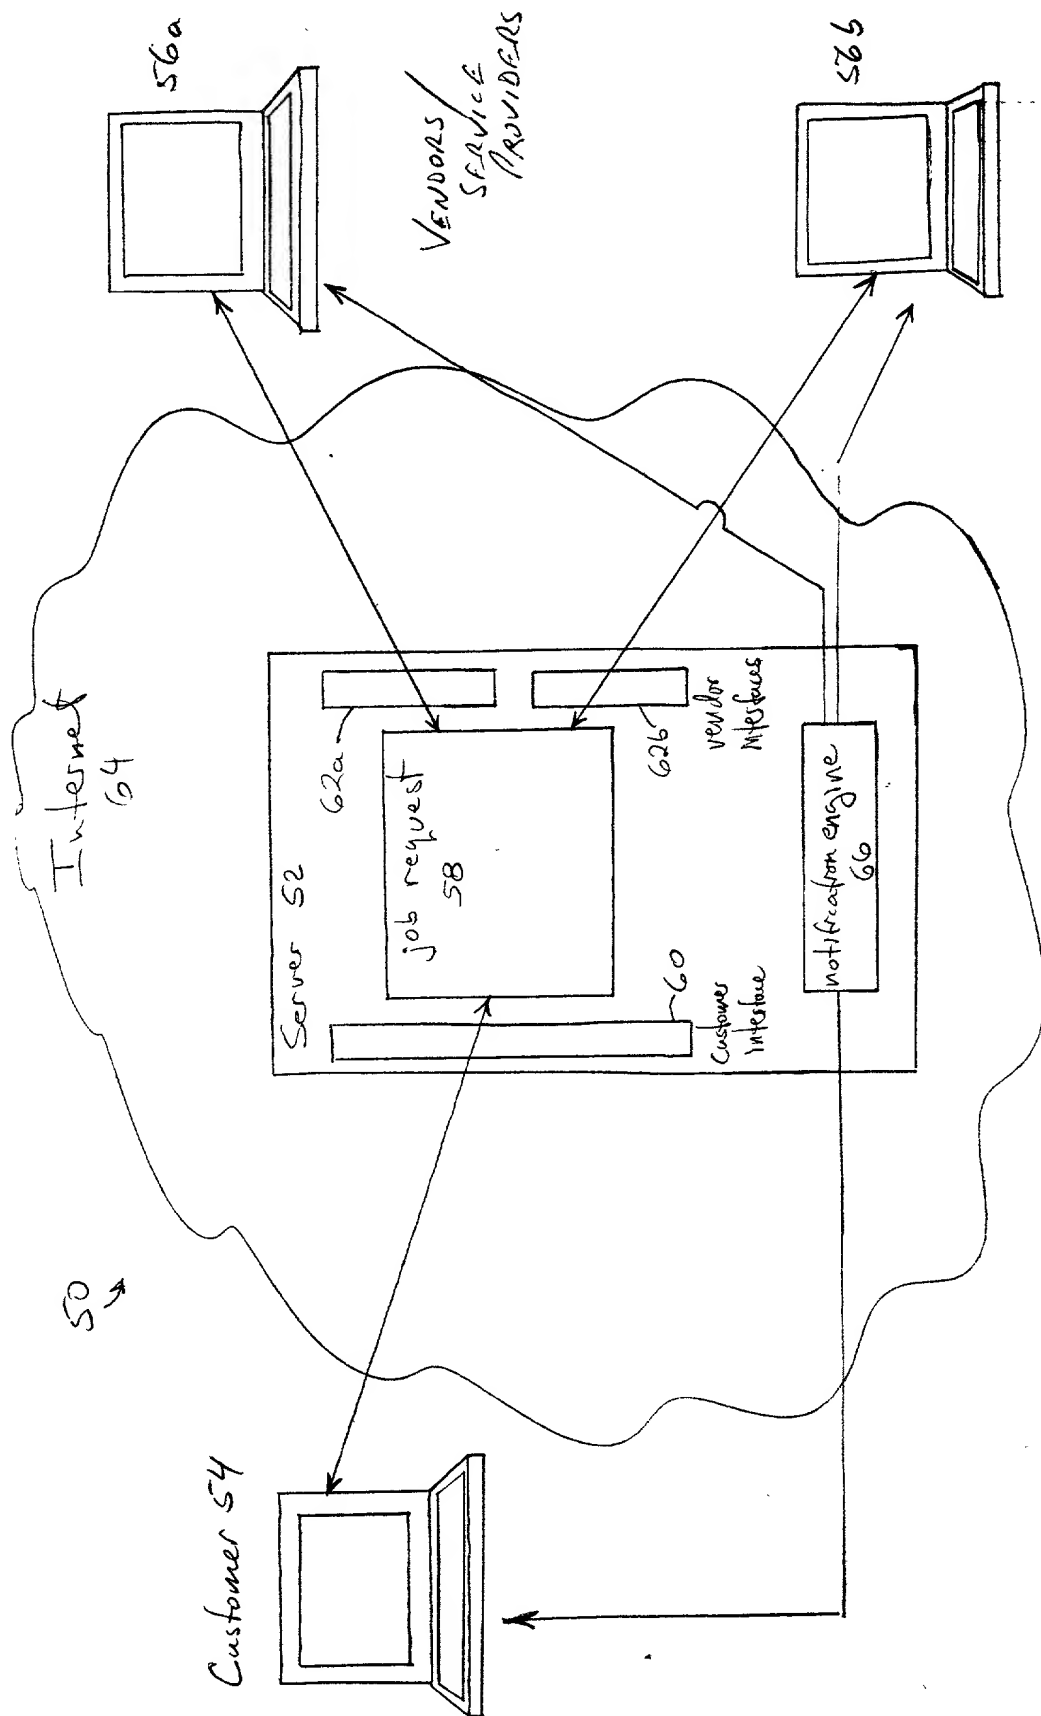 50
Internet
64
Customer 54
Server 52
62a
job request
58
60
Customer
Interface
62b
vendor
interfaces
notification engine
66
56a
VENDORS/
SERVICE
PROVIDERS
56b